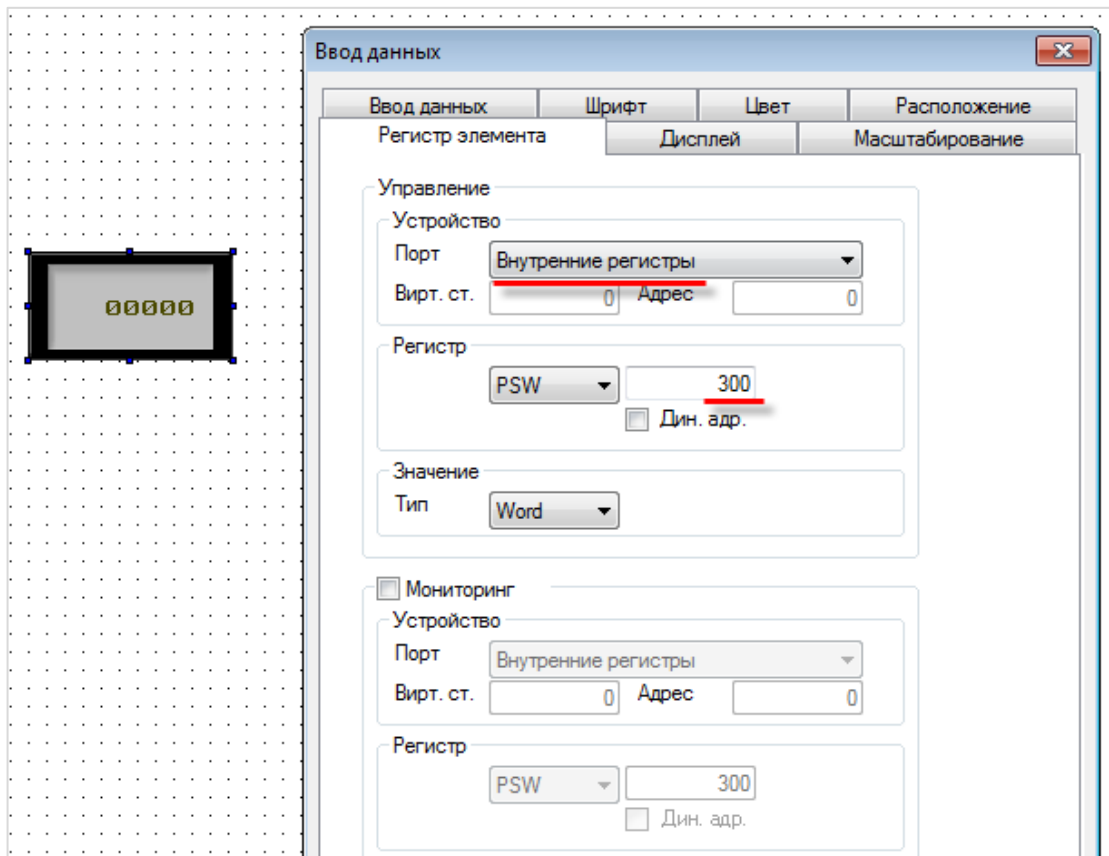 Ввод данных
Ввод данных Шрифт Цвет Расположение
Регистр элемента Дисплей Масштабирование
Управление
Устройство
Порт Внутренние регистры
Вирт. ст. 0 Адрес 0
00000
Регистр
PSW 300
Дин. адр.
Значение
Тип Word
Мониторинг
Устройство
Порт Внутренние регистры
Вирт. ст. 0 Адрес 0
Регистр
PSW 300
Дин. адр.